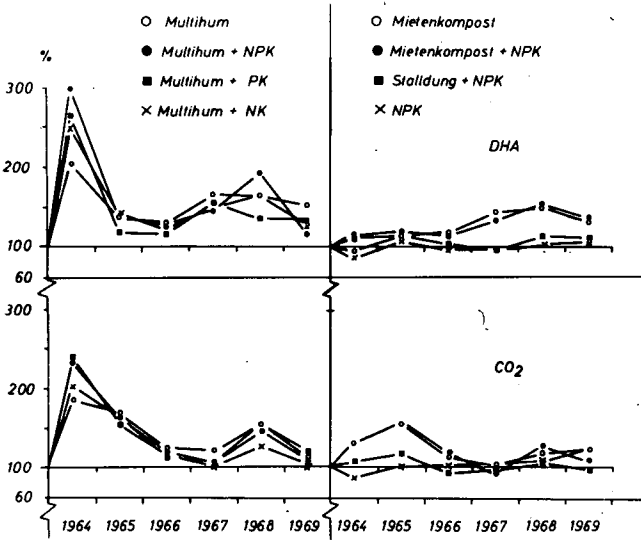 ○ Multihum
● Multihum + NPK
■ Multihum + PK
× Multihum + NK
○ Mietenkompost
● Mietenkompost + NPK
■ Stalldung + NPK
× NPK
%
300
200
100
60
DHA
300
200
100
60
CO2
1964 1965 1966 1967 1968 1969
1964 1965 1966 1967 1968 1969